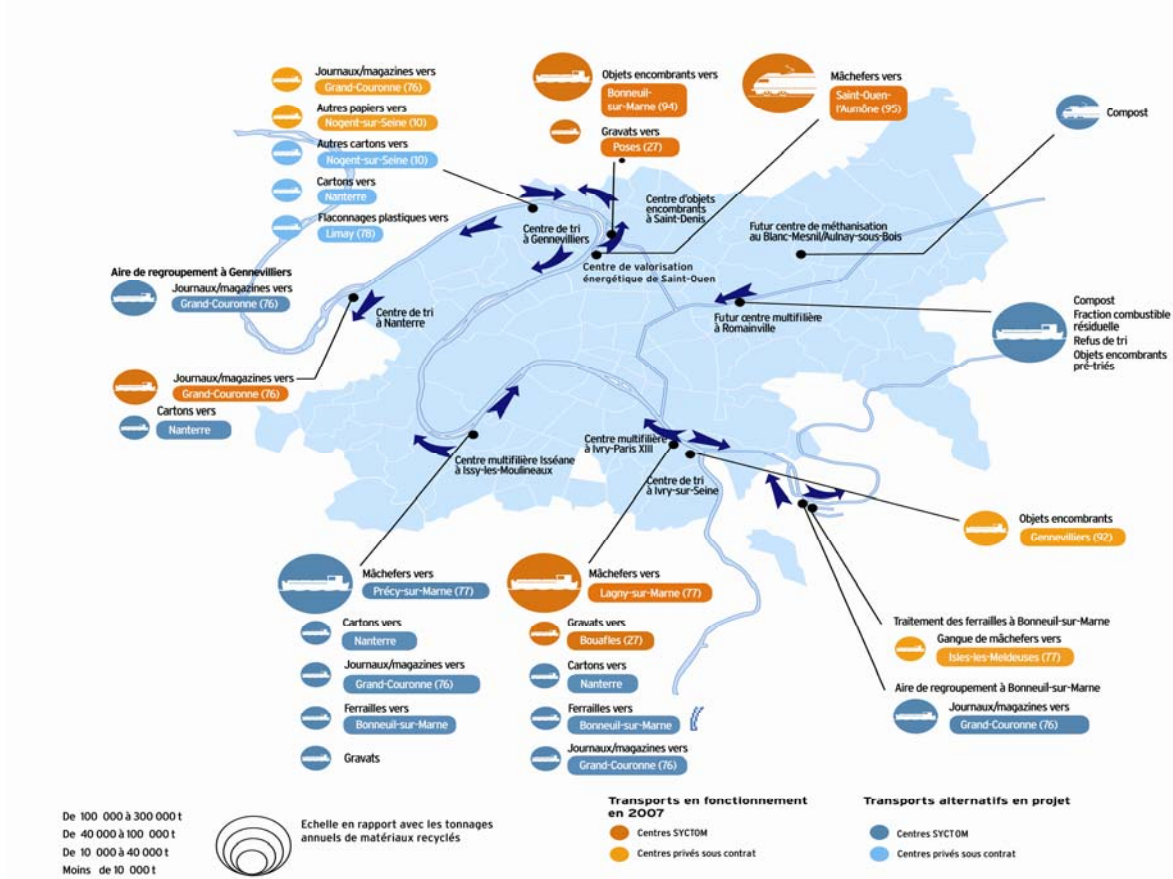 Journaux/magazines vers
Grand-Couronne (76)
Autres papiers vers
Nogent-sur-Seine (10)
Autres cartons vers
Nogent-sur-Seine (10)
Cartons vers
Nanterre
Flaconnages plastiques vers
Limay (78)
Objets encombrants vers
Bonneuil-
sur-Marne (94)
Gravats vers
Poses (27)
Mâchefers vers
Saint-Ouen-
l'Aumône (95)
Compost
Centre de tri
à Gennevilliers
Centre d'objets
encombrants
à Saint-Denis
Centre de valorisation
énergétique de Saint-Ouen
Futur centre de méthanisation
au Blanc-Mesnil/Aulnay-sous-Bois
Aire de regroupement à Gennevilliers
Journaux/magazines vers
Grand-Couronne (76)
Centre de tri
à Nanterre
Futur centre multifilière
à Romainville
Compost
Fraction combustible
résiduelle
Refus de tri
Objets encombrants
pré-triés
Journaux/magazines vers
Grand-Couronne (76)
Cartons vers
Nanterre
Centre multifilière Isséane
à Issy-les-Moulineaux
Centre multifilière
à Ivry-Paris XIII
Centre de tri
à Ivry-sur-Seine
Objets encombrants
Gennevilliers (92)
Mâchefers vers
Précy-sur-Marne (77)
Cartons vers
Nanterre
Journaux/magazines vers
Grand-Couronne (76)
Ferrailles vers
Bonneuil-sur-Marne
Gravats
Mâchefers vers
Lagny-sur-Marne (77)
Gravats vers
Bouafles (27)
Cartons vers
Nanterre
Ferrailles vers
Bonneuil-sur-Marne
Journaux/magazines vers
Grand-Couronne (76)
Traitement des ferrailles à Bonneuil-sur-Marne
Gangue de mâchefers vers
Isles-les-Meldeuses (77)
Aire de regroupement à Bonneuil-sur-Marne
Journaux/magazines vers
Grand-Couronne (76)
De 100 000 à 300 000 t
De 40 000 à 100 000 t
De 10 000 à 40 000 t
Moins de 10 000 t
Echelle en rapport avec les tonnages
annuels de matériaux recyclés
Transports en fonctionnement
en 2007
Centres SYCTOM
Centres privés sous contrat
Transports alternatifs en projet
Centres SYCTOM
Centres privés sous contrat